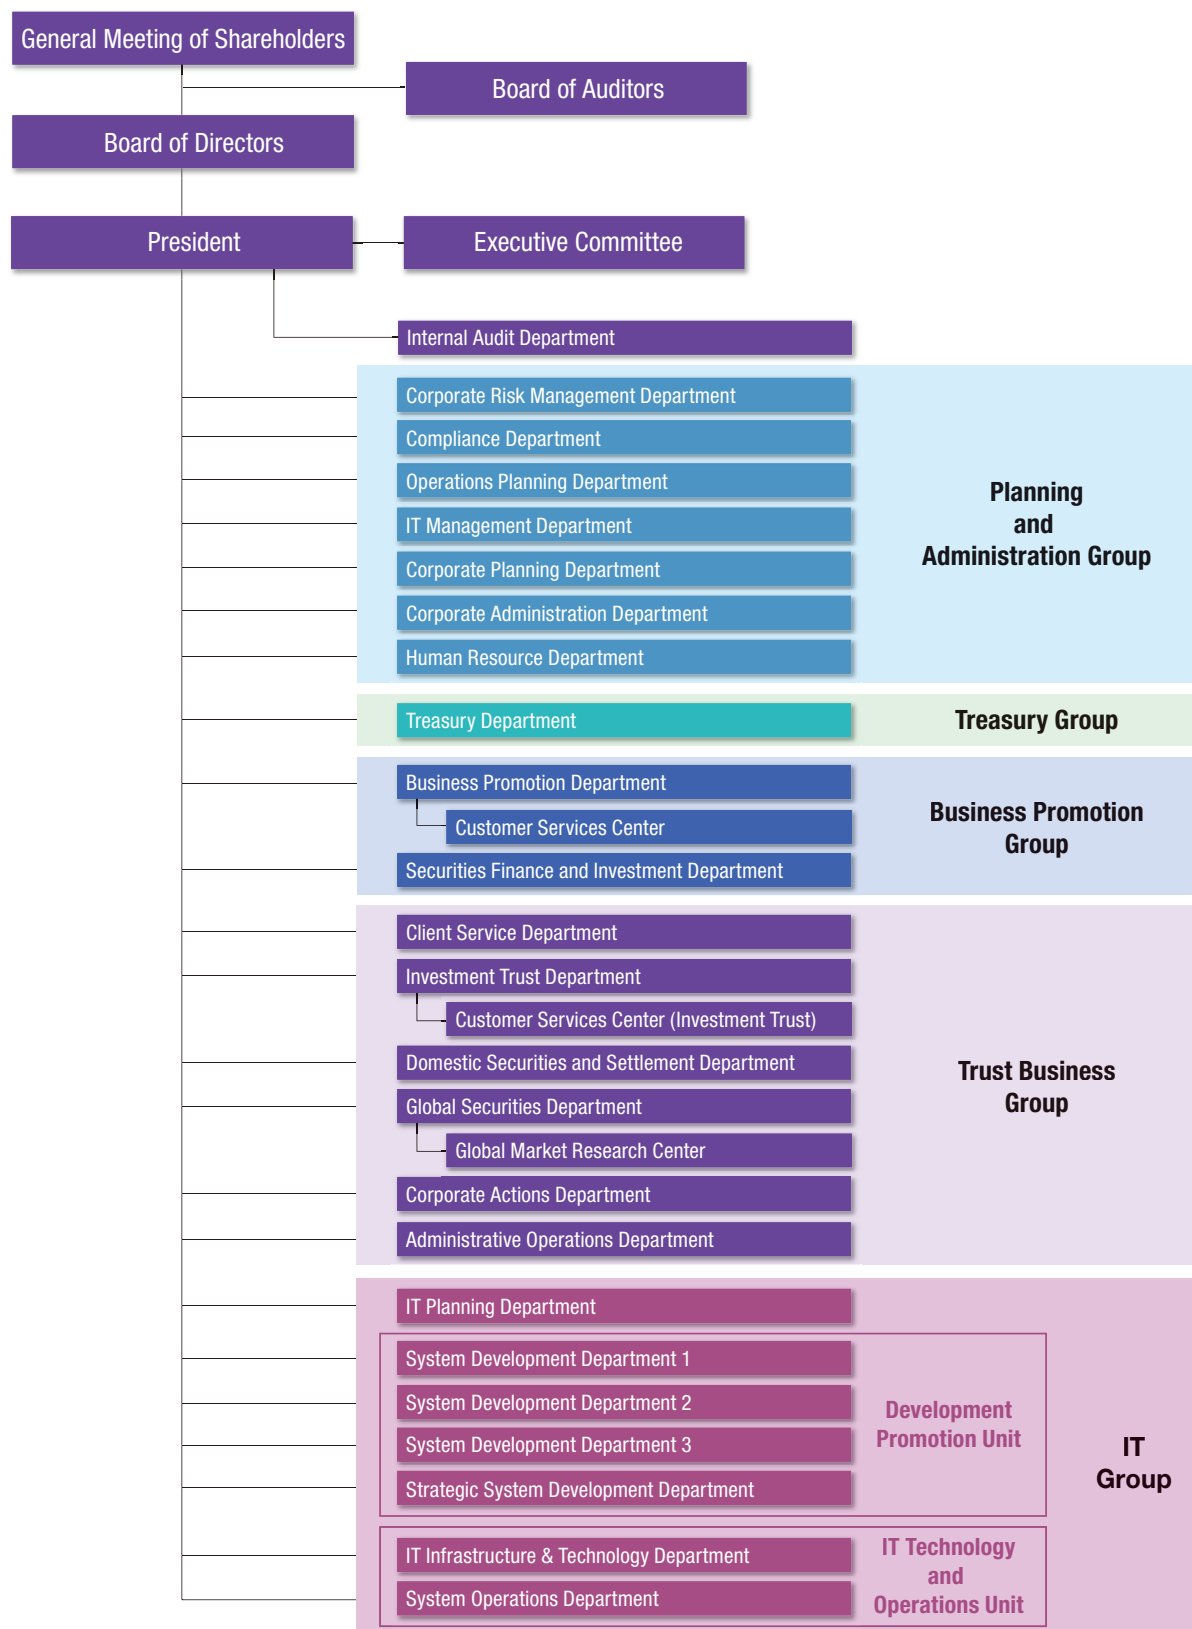 General Meeting of Shareholders
Board of Auditors
Board of Directors
President
Executive Committee
Internal Audit Department
Corporate Risk Management Department
Compliance Department
Operations Planning Department
IT Management Department
Corporate Planning Department
Corporate Administration Department
Human Resource Department
Planning
and
Administration Group
Treasury Department
Treasury Group
Business Promotion Department
Customer Services Center
Securities Finance and Investment Department
Business Promotion
Group
Client Service Department
Investment Trust Department
Customer Services Center (Investment Trust)
Domestic Securities and Settlement Department
Global Securities Department
Global Market Research Center
Corporate Actions Department
Administrative Operations Department
Trust Business
Group
IT Planning Department
System Development Department 1
System Development Department 2
System Development Department 3
Strategic System Development Department
Development
Promotion Unit
IT Infrastructure & Technology Department
System Operations Department
IT Technology
and
Operations Unit
IT
Group